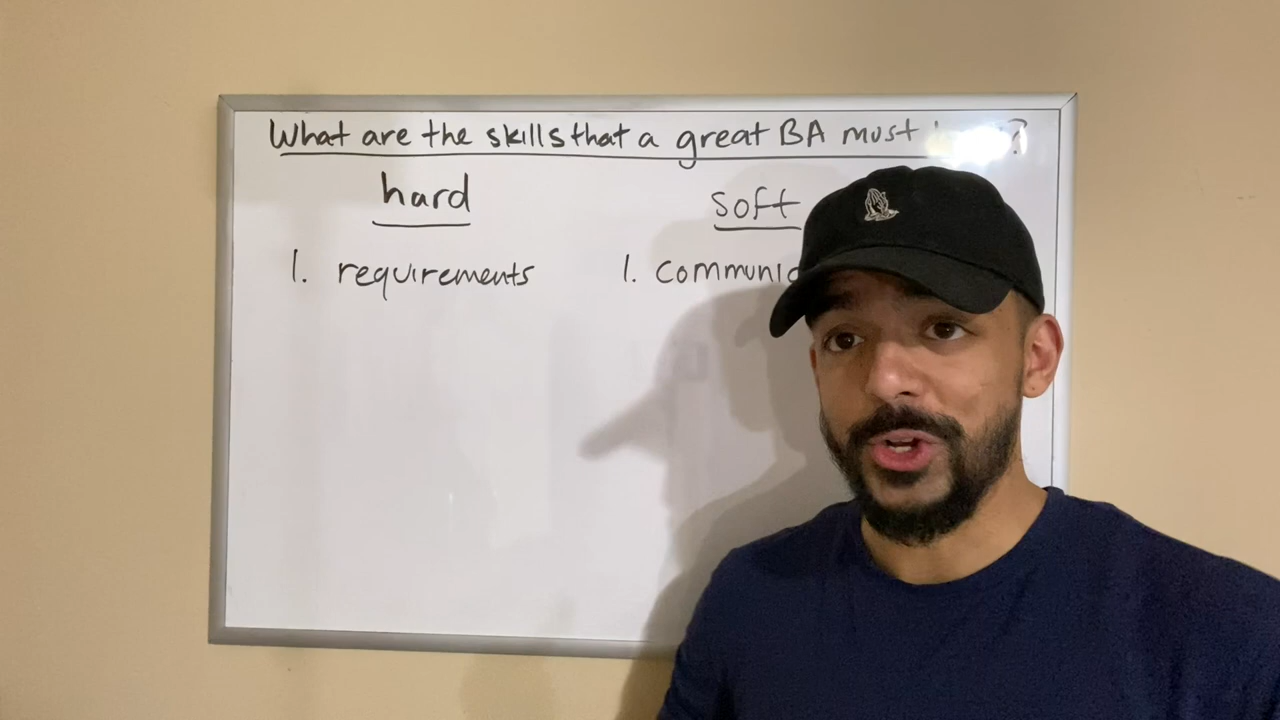 What are the skills that a great BA must ?
hard soft
1. requirements 1. communic